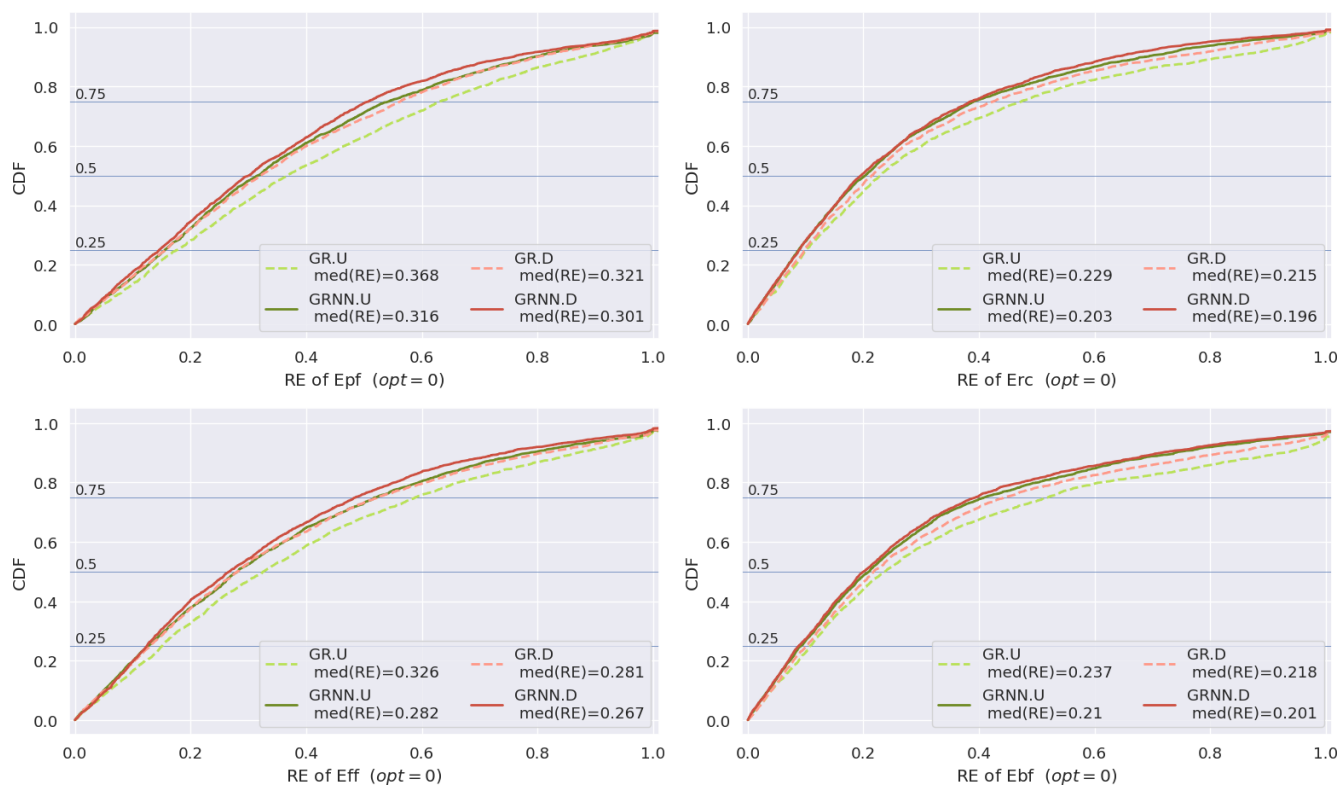 1.0
0.8
0.75
0.6
0.5
0.4
0.25
0.2
0.0
CDF
GR.U
med(RE)=0.368
GRNN.U
med(RE)=0.316
GR.D
med(RE)=0.321
GRNN.D
med(RE)=0.301
0.0 0.2 0.4 0.6 0.8 1.0
RE of Epf (opt = 0)
1.0
0.8
0.75
0.6
0.5
0.4
0.25
0.2
0.0
CDF
GR.U
med(RE)=0.229
GRNN.U
med(RE)=0.203
GR.D
med(RE)=0.215
GRNN.D
med(RE)=0.196
0.0 0.2 0.4 0.6 0.8 1.0
RE of Erc (opt = 0)
1.0
0.8
0.75
0.6
0.5
0.4
0.25
0.2
0.0
CDF
GR.U
med(RE)=0.326
GRNN.U
med(RE)=0.282
GR.D
med(RE)=0.281
GRNN.D
med(RE)=0.267
0.0 0.2 0.4 0.6 0.8 1.0
RE of Eff (opt = 0)
1.0
0.8
0.75
0.6
0.5
0.4
0.25
0.2
0.0
CDF
GR.U
med(RE)=0.237
GRNN.U
med(RE)=0.21
GR.D
med(RE)=0.218
GRNN.D
med(RE)=0.201
0.0 0.2 0.4 0.6 0.8 1.0
RE of Ebf (opt = 0)